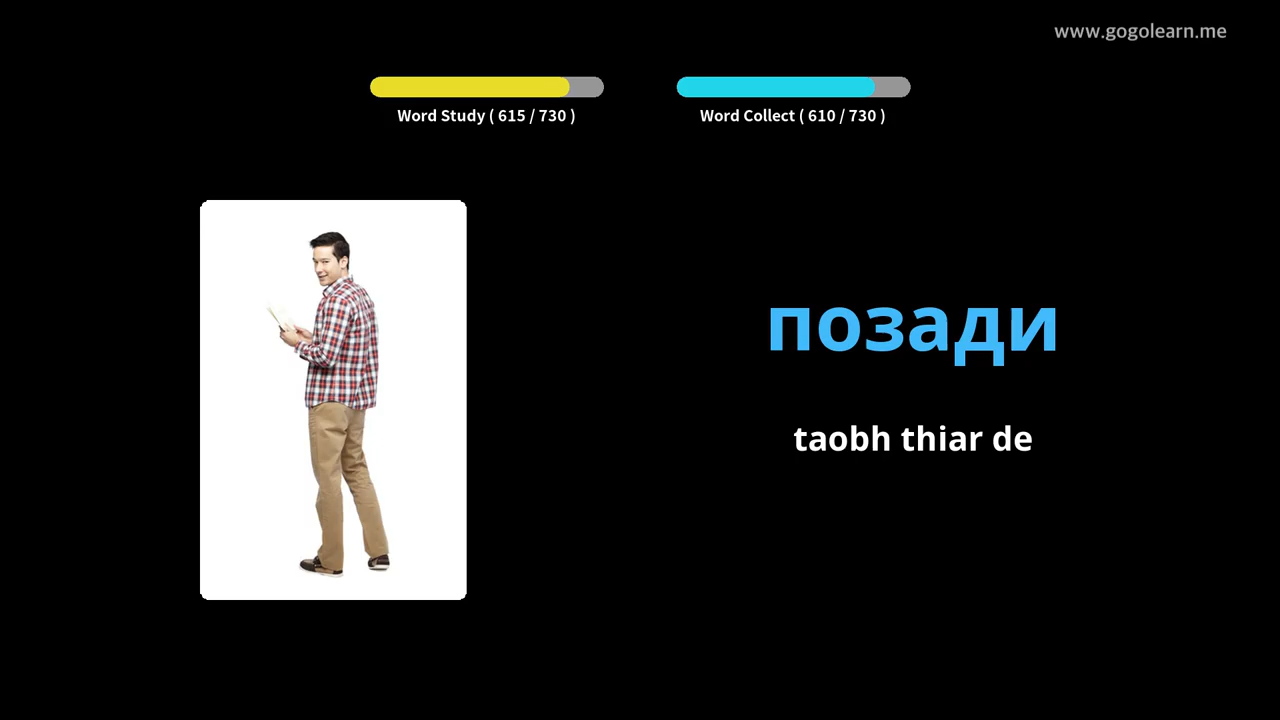 www.gogolearn.me
Word Study ( 615 / 730 )
Word Collect ( 610 / 730 )
позади
taobh thiar de